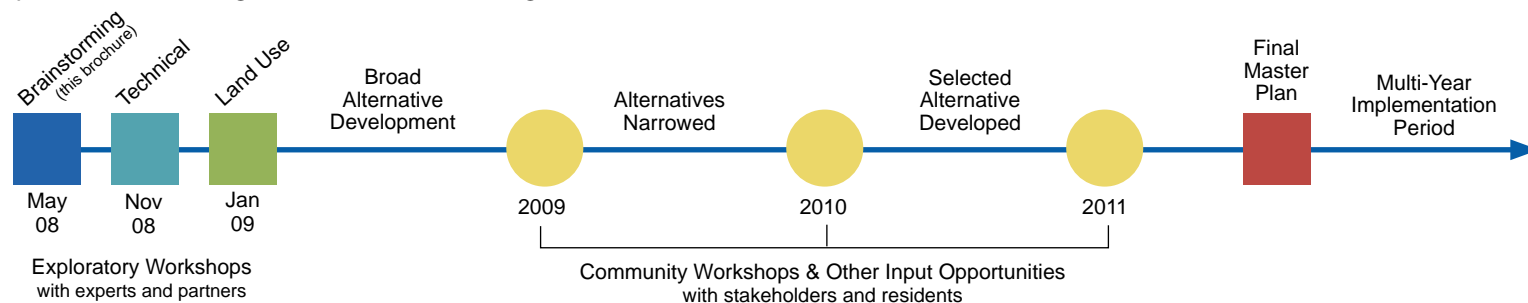 Brainstorming
(this brochure)
Technical
Land Use
Broad
Alternative
Development
Alternatives
Narrowed
Selected
Alternative
Developed
Final
Master
Plan
Multi-Year
Implementation
Period
May
08
Nov
08
Jan
09
2009
2010
2011
Exploratory Workshops
with experts and partners
Community Workshops & Other Input Opportunities
with stakeholders and residents